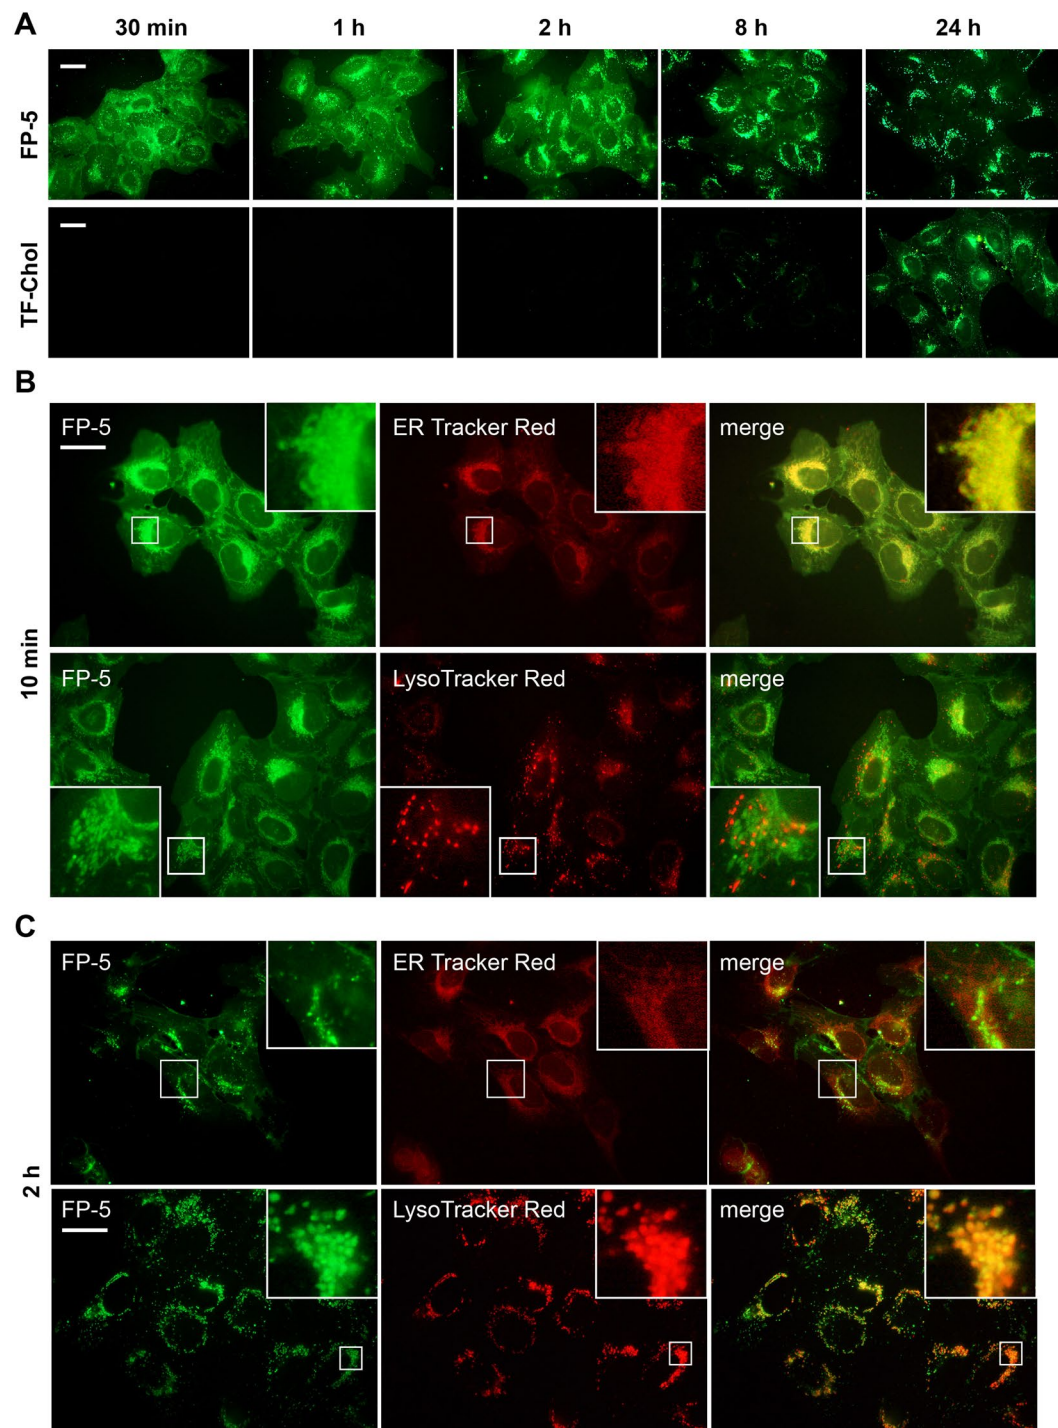 A
30 min 1 h 2 h 8 h 24 h
FP-5
TF-Chol
B
10 min
FP-5 ER Tracker Red merge
FP-5 LysoTracker Red merge
C
2 h
FP-5 ER Tracker Red merge
FP-5 LysoTracker Red merge